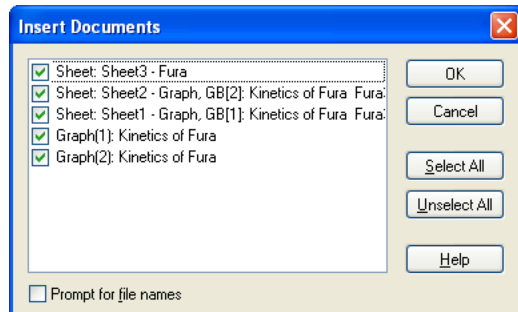 Insert Documents
Sheet: Sheet3 - Fura
Sheet: Sheet2 - Graph, GB[2]: Kinetics of Fura Fura:
Sheet: Sheet1 - Graph, GB[1]: Kinetics of Fura Fura:
Graph(1): Kinetics of Fura
Graph(2): Kinetics of Fura
Prompt for file names
OK
Cancel
Select All
Unselect All
Help